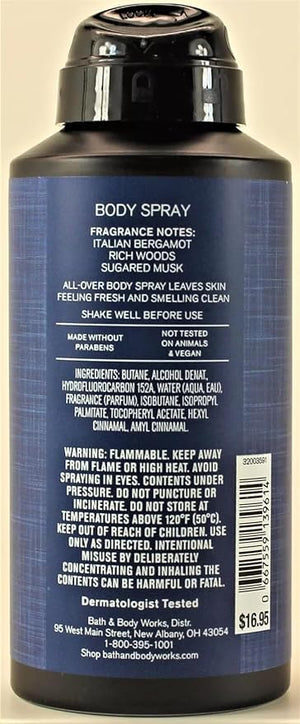 BODY SPRAY
FRAGRANCE NOTES:
ITALIAN BERGAMOT
RICH WOODS
SUGARED MUSK
ALL-OVER BODY SPRAY LEAVES SKIN
FEELING FRESH AND SMELLING CLEAN
SHAKE WELL BEFORE USE
MADE WITHOUT
PARABENS
NOT TESTED
ON ANIMALS
& VEGAN
INGREDIENTS: BUTANE, ALCOHOL DENAT,
HYDROFLUOROCARBON 152A, WATER (AQUA, EAU),
FRAGRANCE (PARFUM), ISOBUTANE, ISOPROPYL
PALMITATE, TOCOPHERYL ACETATE, HEXYL
CINNAMAL, AMYL CINNAMAL.
WARNING: FLAMMABLE. KEEP AWAY
FROM FLAME OR HIGH HEAT. AVOID
SPRAYING IN EYES. CONTENTS UNDER
PRESSURE. DO NOT PUNCTURE OR
INCINERATE. DO NOT STORE AT
TEMPERATURES ABOVE 120°F (50°C).
KEEP OUT OF REACH OF CHILDREN. USE
ONLY AS DIRECTED. INTENTIONAL
MISUSE BY DELIBERATELY
CONCENTRATING AND INHALING THE
CONTENTS CAN BE HARMFUL OR FATAL.
Dermatologist Tested
Bath & Body Works, Distr.
95 West Main Street, New Albany, OH 43054
1-800-395-1001
Shop bathandbodyworks.com
32003591
0 667559 139614
$16.95